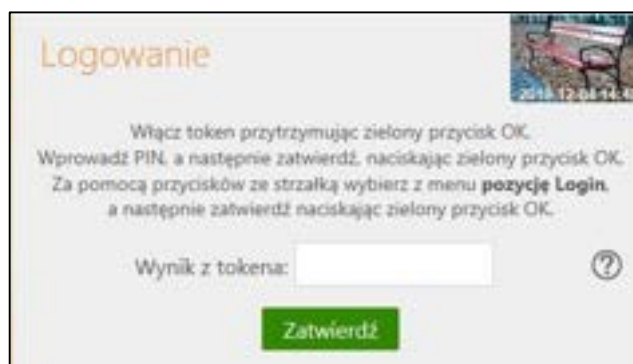 Logowanie
Włącz token przytrzymując zielony przycisk OK.
Wprowadź PIN, a następnie zatwierdź, naciskając zielony przycisk OK.
Za pomocą przycisków ze strzałką wybierz z menu pozycję Login,
a następnie zatwierdź naciskając zielony przycisk OK.
Wynik z tokena:
?
Zatwierdź